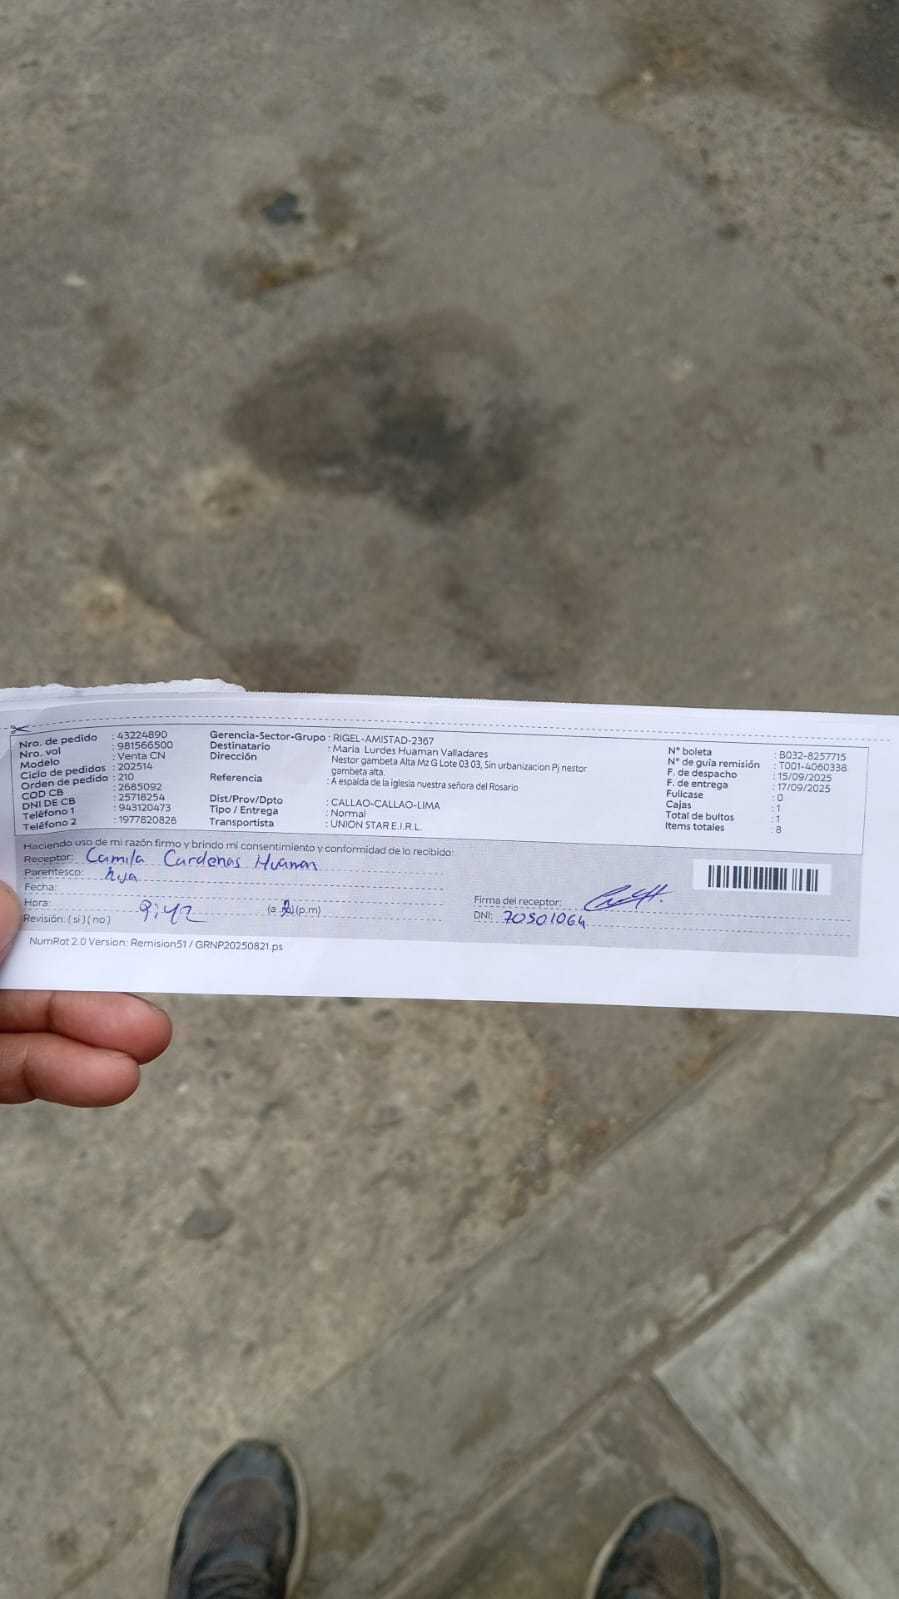 Nro. de pedido : 43224890
Nro. vol : 981566500
Modelo : Venta CN
Ciclo de pedidos : 202514
Orden de pedido : 210
COD CB : 2685092
DNI DE CB : 25718254
Teléfono 1 : 943120473
Teléfono 2 : 1977820828
Gerencia-Sector-Grupo : RIGEL-AMISTAD-2367
Destinatario : Maria Lurdes Huaman Valladares
Dirección : Nestor gambeta Alta Mz G Lote 03 03, Sin urbanizacion Pj nestor
gambeta alta.
Referencia : A espalda de la iglesia nuestra señora del Rosario
Dist/Prov/Dpto : CALLAO-CALLAO-LIMA
Tipo / Entrega : Normal
Transportista : UNION STAR E.I.R.L.
N° boleta : B032-8257715
N° de guía remisión : T001-4060338
F. de despacho : 15/09/2025
F. de entrega : 17/09/2025
Fullcase : 0
Cajas : 1
Total de bultos : 1
Items totales : 8
Haciendo uso de mi razón firmo y brindo mi consentimiento y conformidad de lo recibido:
Receptor: Camila Cardenas Huaman
Parentesco: hija
Fecha:
Hora: 9:42 (a. )(p.m)
Revisión: ( si ) ( no )
Firma del receptor:
DNI: 70501064
NumRot 2.0 Version: Remision51 / GRNP20250821 ps